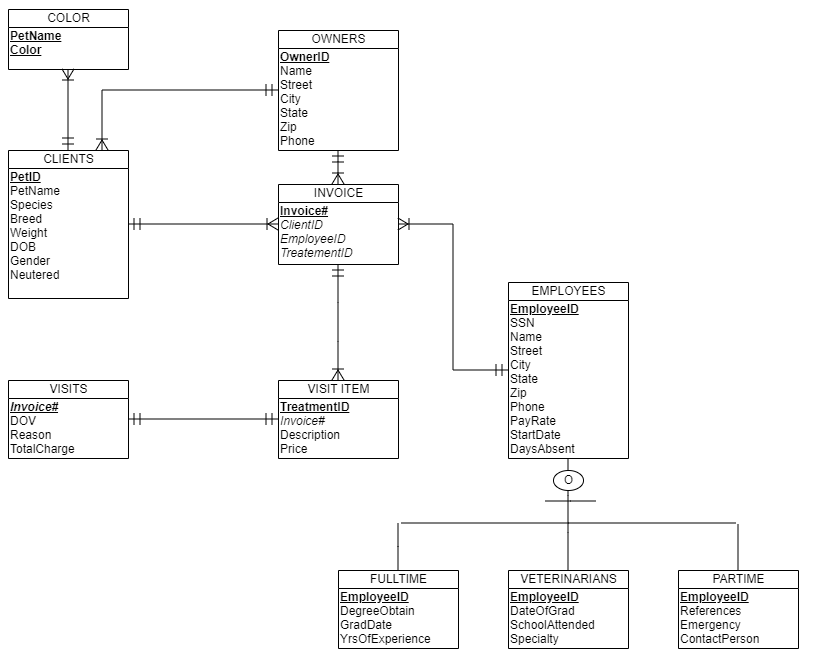 COLOR
PetName
Color
OWNERS
OwnerID
Name
Street
City
State
Zip
Phone
CLIENTS
PetID
PetName
Species
Breed
Weight
DOB
Gender
Neutered
INVOICE
Invoice#
ClientID
EmployeeID
TreatementID
EMPLOYEES
EmployeeID
SSN
Name
Street
City
State
Zip
Phone
PayRate
StartDate
DaysAbsent
VISITS
Invoice#
DOV
Reason
TotalCharge
VISIT ITEM
TreatmentID
Invoice#
Description
Price
O
FULLTIME
EmployeeID
DegreeObtain
GradDate
YrsOfExperience
VETERINARIANS
EmployeeID
DateOfGrad
SchoolAttended
Specialty
PARTIME
EmployeeID
References
Emergency
ContactPerson